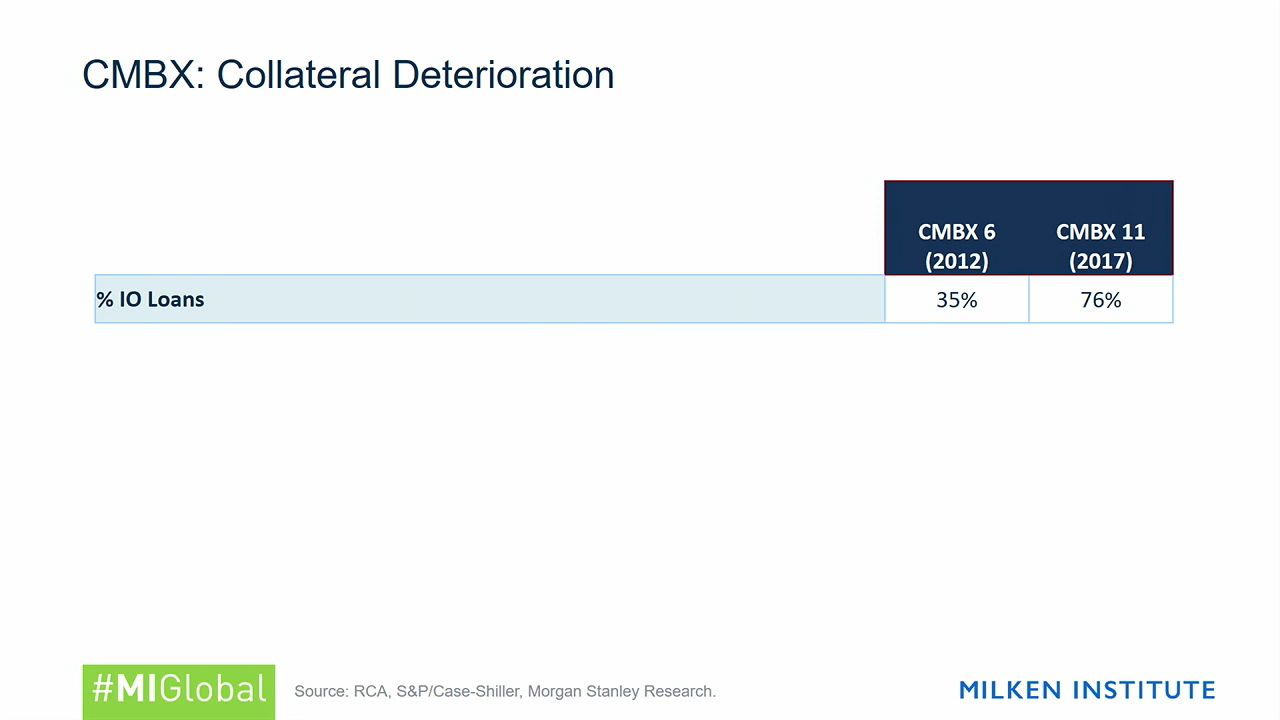 CMBX: Collateral Deterioration
CMBX 6 CMBX 11
(2012) (2017)
% IO Loans 35% 76%
#MIGlobal Source: RCA, S&P/Case-Shiller, Morgan Stanley Research. MILKEN INSTITUTE